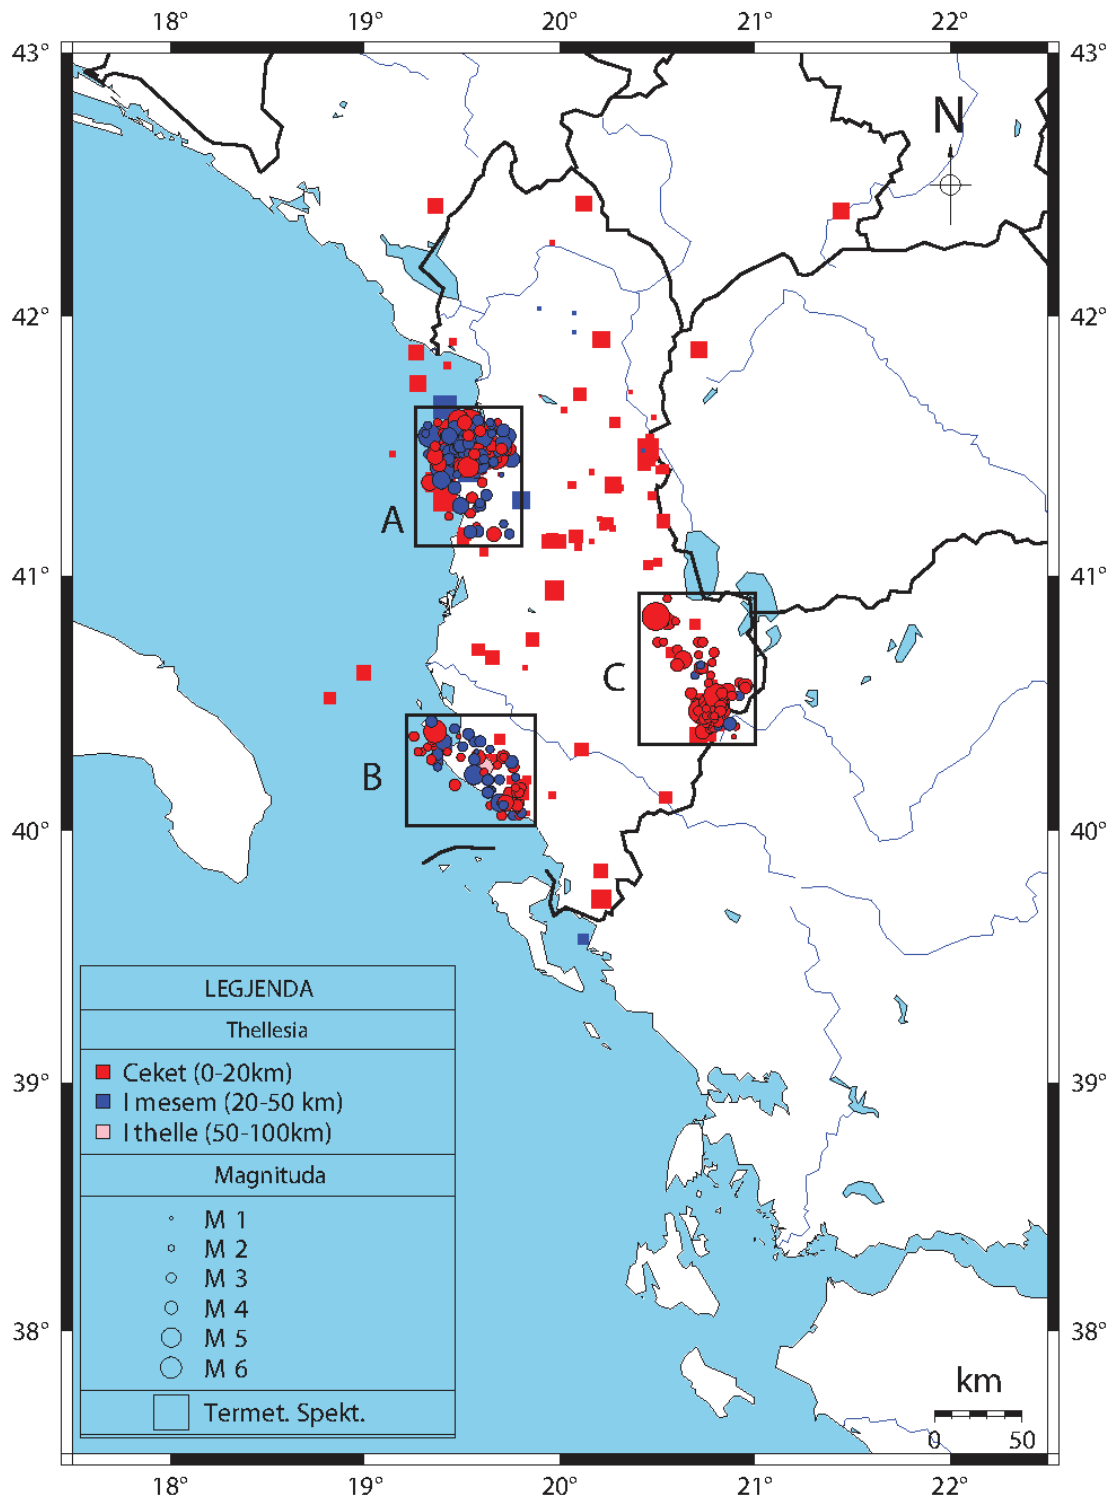 18° 19° 20° 21° 22°
43° 43°
N
42° 42°
A
41° 41°
C
B
40° 40°
LEGJENDA
Thellesia
Ceket (0-20km)
I mesem (20-50 km)
I thelle (50-100km)
39° 39°
Magnituda
M 1
M 2
M 3
M 4
M 5
M 6
38° 38°
Termet. Spekt.
km
0 50
18° 19° 20° 21° 22°